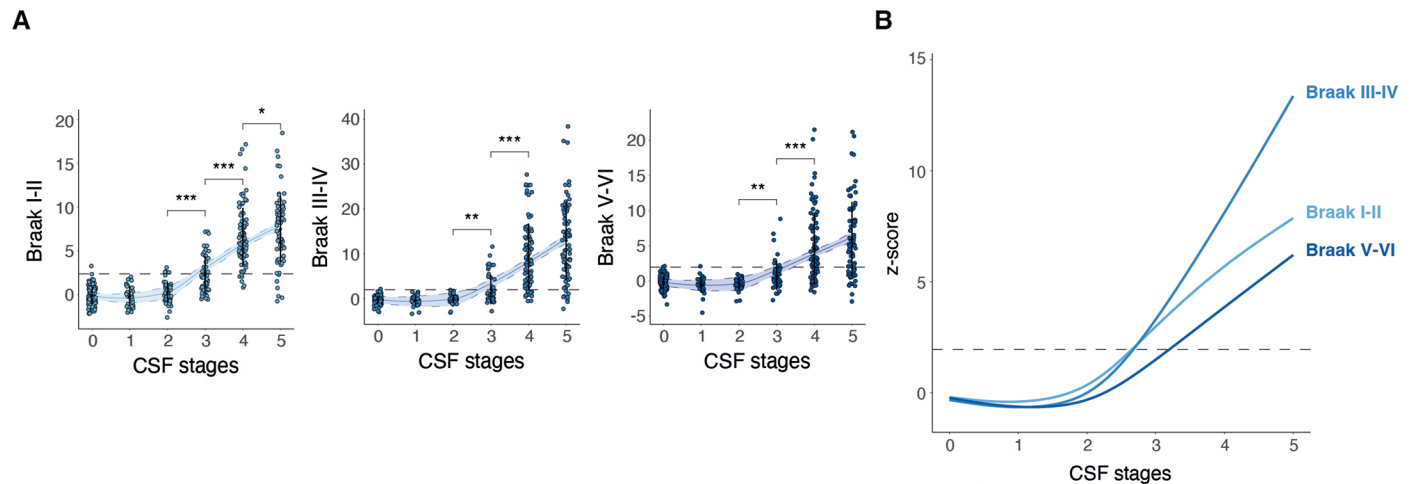 A
B
Braak I-II
20
15
10
5
0
*
***
***
0 1 2 3 4 5
CSF stages
Braak III-IV
40
30
20
10
0
***
**
0 1 2 3 4 5
CSF stages
Braak V-VI
20
15
10
5
0
-5
***
**
0 1 2 3 4 5
CSF stages
z-score
15
10
5
0
Braak III-IV
Braak I-II
Braak V-VI
0 1 2 3 4 5
CSF stages